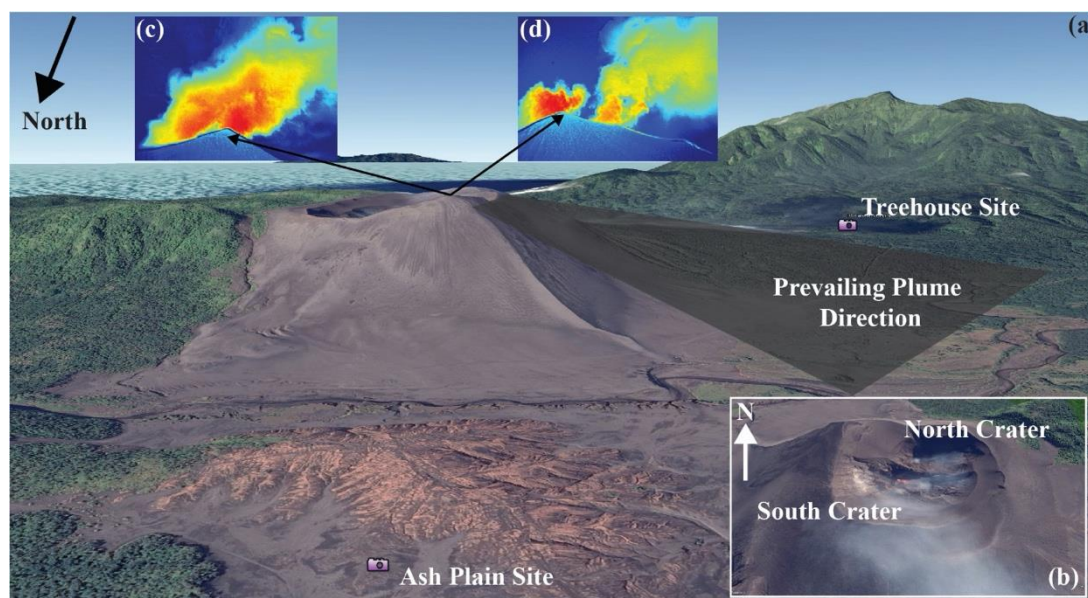 (c)
(d)
(a)
North
Treehouse Site
Prevailing Plume
Direction
N
North Crater
South Crater
Ash Plain Site
(b)